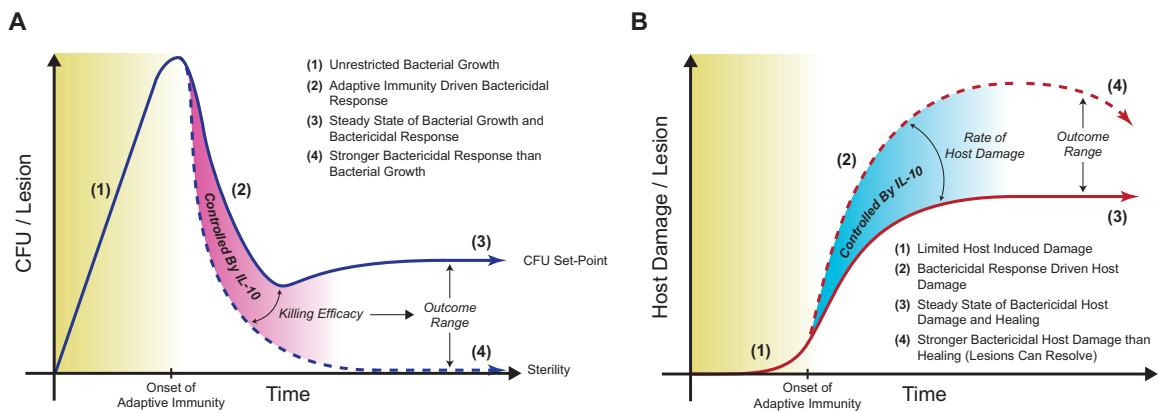 A
CFU / Lesion
(1) Unrestricted Bacterial Growth
(2) Adaptive Immunity Driven Bactericidal
Response
(3) Steady State of Bacterial Growth and
Bactericidal Response
(4) Stronger Bactericidal Response than
Bacterial Growth
(1)
(2)
Controlled By IL-10
(3)
CFU Set-Point
Killing Efficacy
Outcome
Range
(4)
Sterility
Onset of
Adaptive Immunity
Time
B
Host Damage / Lesion
(4)
(2)
Rate of
Host Damage
Outcome
Range
Controlled By IL-10
(3)
(1) Limited Host Induced Damage
(2) Bactericidal Response Driven Host
Damage
(3) Steady State of Bactericidal Host
Damage and Healing
(4) Stronger Bactericidal Host Damage than
Healing (Lesions Can Resolve)
(1)
Onset of
Adaptive Immunity
Time